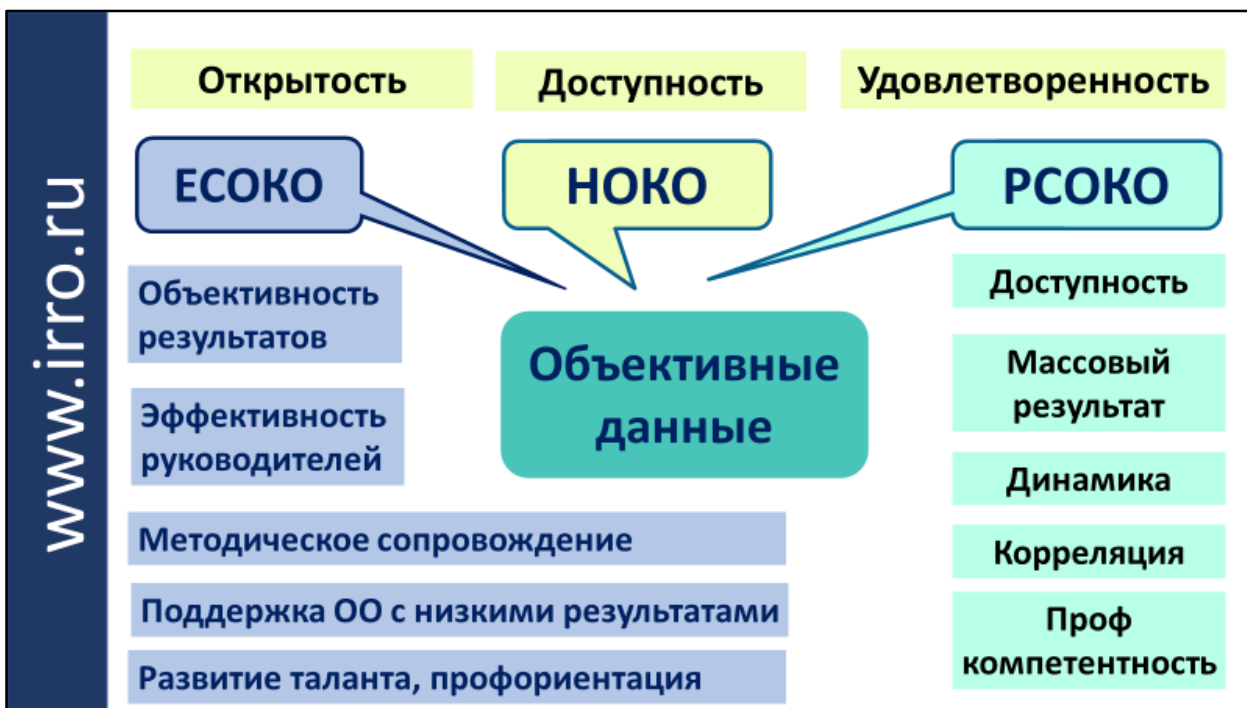 www.irro.ru
Открытость
Доступность
Удовлетворенность
ЕСОКО
НОКО
РСОКО
Объективные
данные
Объективность
результатов
Эффективность
руководителей
Методическое сопровождение
Поддержка ОО с низкими результатами
Развитие таланта, профориентация
Доступность
Массовый
результат
Динамика
Корреляция
Проф
компетентность